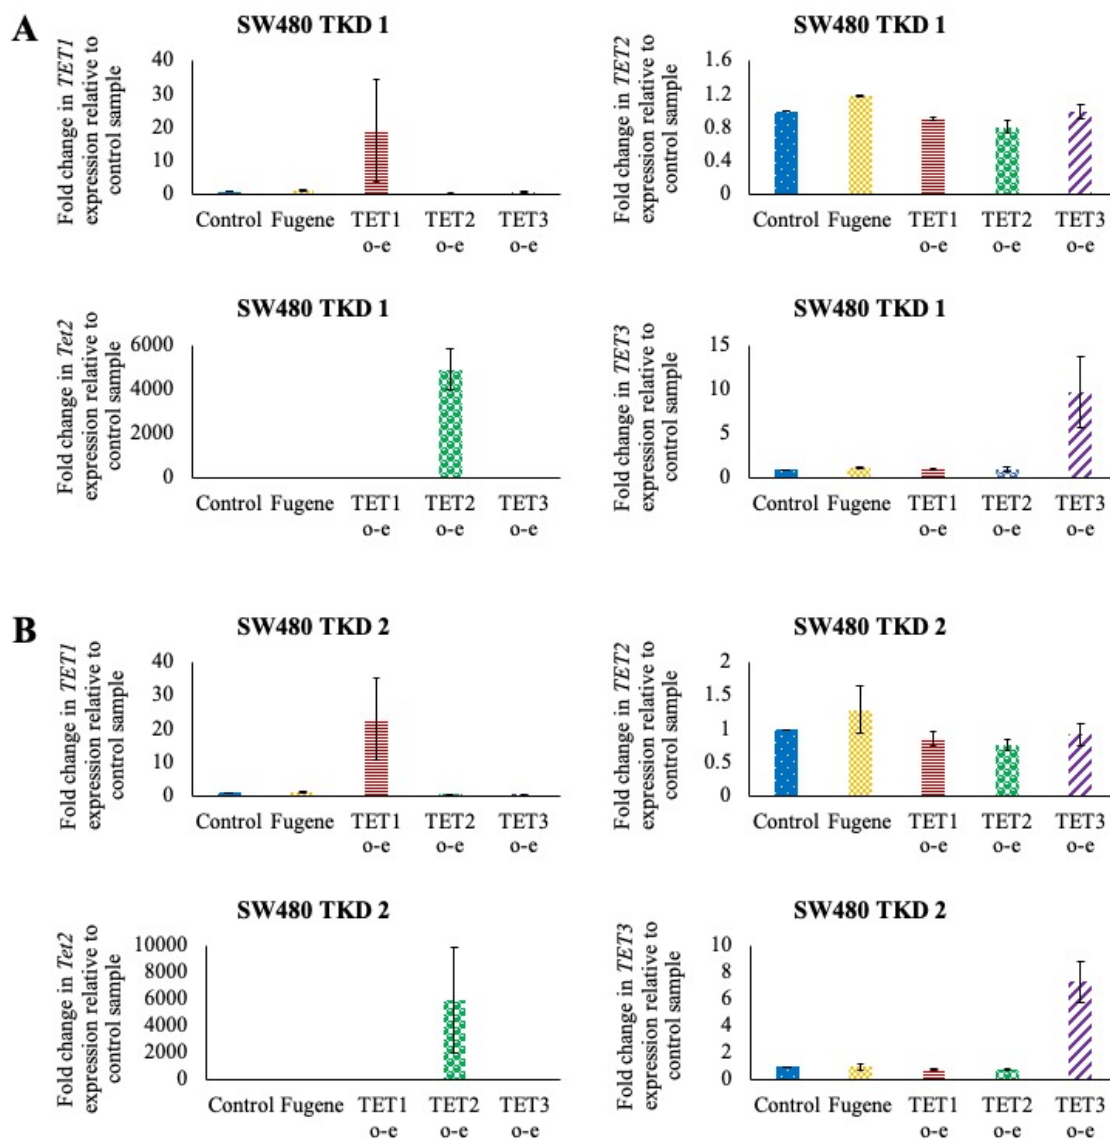 A
SW480 TKD 1
Fold change in TET1
expression relative to
control sample
40
30
20
10
0
Control Fugene TET1 TET2 TET3
o-e o-e o-e
SW480 TKD 1
Fold change in TET2
expression relative to
control sample
1.6
1.2
0.8
0.4
0
Control Fugene TET1 TET2 TET3
o-e o-e o-e
SW480 TKD 1
Fold change in Tet2
expression relative to
control sample
6000
4000
2000
0
Control Fugene TET1 TET2 TET3
o-e o-e o-e
SW480 TKD 1
Fold change in TET3
expression relative to
control sample
15
10
5
0
Control Fugene TET1 TET2 TET3
o-e o-e o-e
B
SW480 TKD 2
Fold change in TET1
expression relative to
control sample
40
30
20
10
0
Control Fugene TET1 TET2 TET3
o-e o-e o-e
SW480 TKD 2
Fold change in TET2
expression relative to
control sample
2
1.5
1
0.5
0
Control Fugene TET1 TET2 TET3
o-e o-e o-e
SW480 TKD 2
Fold change in Tet2
expression relative to
control sample
10000
8000
6000
4000
2000
0
Control Fugene TET1 TET2 TET3
o-e o-e o-e
SW480 TKD 2
Fold change in TET3
expression relative to
control sample
10
8
6
4
2
0
Control Fugene TET1 TET2 TET3
o-e o-e o-e